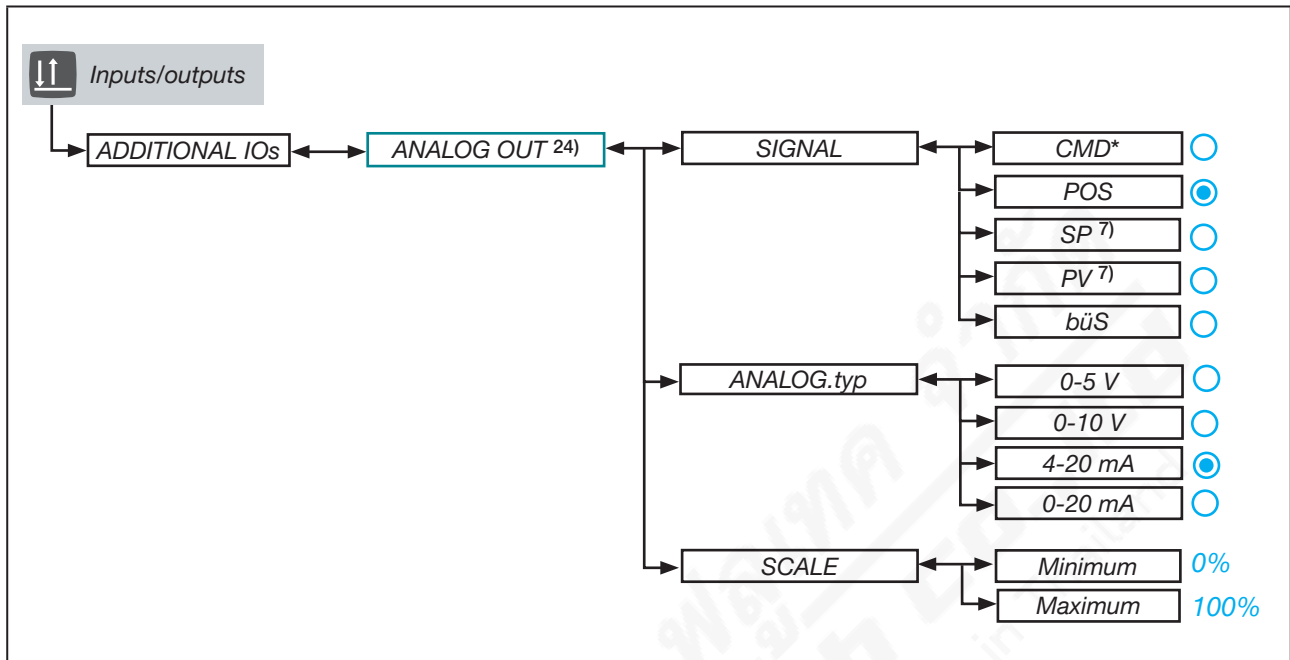 Inputs/outputs
ADDITIONAL IOs
ANALOG OUT 24)
SIGNAL
CMD*
POS
SP 7)
PV 7)
büS
ANALOG.typ
0-5 V
0-10 V
4-20 mA
0-20 mA
SCALE
Minimum
0%
Maximum
100%